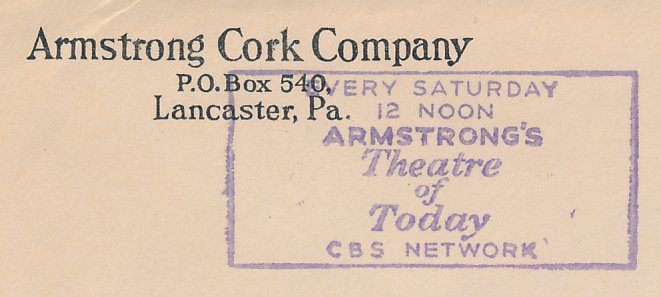 Armstrong Cork Company
P.O. Box 540,
Lancaster, Pa.
EVERY SATURDAY
12 NOON
ARMSTRONG'S
Theatre
of
Today
CBS NETWORK